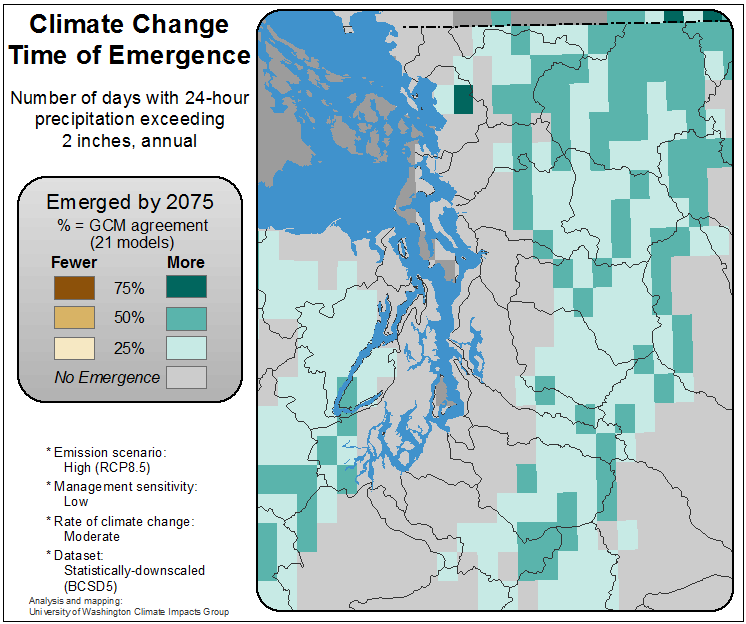 Climate Change
Time of Emergence
Number of days with 24-hour
precipitation exceeding
2 inches, annual
Emerged by 2075
% = GCM agreement
(21 models)
Fewer More
75%
50%
25%
No Emergence
* Emission scenario:
High (RCP8.5)
* Management sensitivity:
Low
* Rate of climate change:
Moderate
* Dataset:
Statistically-downscaled
(BCSD5)
Analysis and mapping:
University of Washington Climate Impacts Group